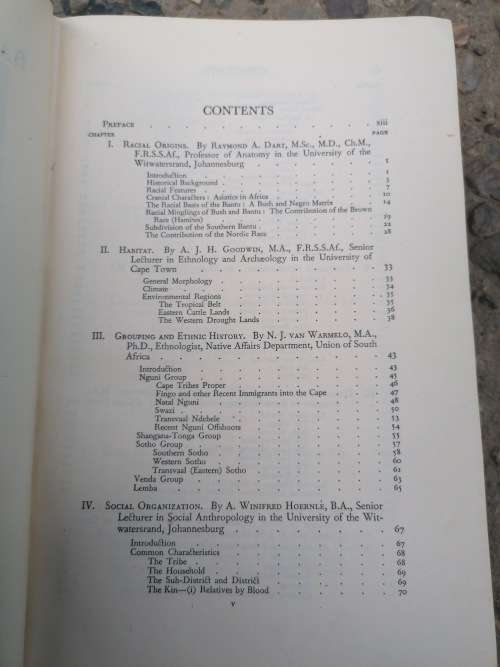 CONTENTS
PREFACE . . . . . . . . . . xiii
CHAPTER PAGE
I. RACIAL ORIGINS. By RAYMOND A. DART, M.Sc., M.D., Ch.M.,
F.R.S.S.Af., Professor of Anatomy in the University of the
Witwatersrand, Johannesburg . . . . . . 1
Introduction . . . . . . . . . 1
Historical Background . . . . . . . . 3
Racial Features . . . . . . . . . 7
Cranial Characters : Asiatics in Africa . . . . . 10
The Racial Basis of the Bantu : A Bush and Negro Matrix . . 14
Racial Minglings of Bush and Bantu : The Contribution of the Brown
Race (Hamites) . . . . . . . . 19
Subdivision of the Southern Bantu . . . . . . 22
The Contribution of the Nordic Race . . . . . 28
II. HABITAT. By A. J. H. GOODWIN, M.A., F.R.S.S.Af., Senior
Lecturer in Ethnology and Archæology in the University of
Cape Town . . . . . . . . . 33
General Morphology . . . . . . . . 33
Climate . . . . . . . . . . 34
Environmental Regions . . . . . . . . 35
The Tropical Belt . . . . . . . . 35
Eastern Cattle Lands . . . . . . . 36
The Western Drought Lands . . . . . . 38
III. GROUPING AND ETHNIC HISTORY. By N. J. VAN WARMELO, M.A.,
Ph.D., Ethnologist, Native Affairs Department, Union of South
Africa . . . . . . . . . . 43
Introduction . . . . . . . . . 43
Nguni Group . . . . . . . . . 45
Cape Tribes Proper . . . . . . . 46
Fingo and other Recent Immigrants into the Cape . . . 47
Natal Nguni . . . . . . . . . 48
Swazi . . . . . . . . . . 50
Transvaal Ndebele . . . . . . . . 53
Recent Nguni Offshoots . . . . . . . 54
Shangana-Tonga Group . . . . . . . . 55
Sotho Group . . . . . . . . . 57
Southern Sotho . . . . . . . . 58
Western Sotho . . . . . . . . 60
Transvaal (Eastern) Sotho . . . . . . 61
Venda Group . . . . . . . . . 63
Lemba . . . . . . . . . . 65
IV. SOCIAL ORGANIZATION. By A. WINIFRED HOERNLÉ, B.A., Senior
Lecturer in Social Anthropology in the University of the Wit-
watersrand, Johannesburg . . . . . . . 67
Introduction . . . . . . . . . 67
Common Characteristics . . . . . . . 68
The Tribe . . . . . . . . . 68
The Household . . . . . . . . 69
The Sub-District and District . . . . . . 69
The Kin—(i) Relatives by Blood . . . . . 70
v